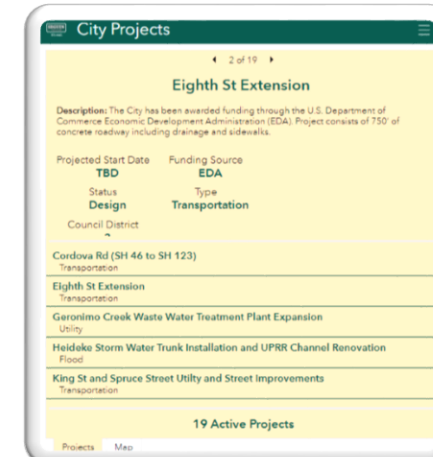 City Projects
2 of 19
Eighth St Extension
Description: The City has been awarded funding through the U.S. Department of
Commerce Economic Development Administration (EDA). Project consists of 750' of
concrete roadway including drainage and sidewalks.
Projected Start Date Funding Source
TBD EDA
Status Type
Design Transportation
Council District
Cordova Rd (SH 46 to SH 123)
Transportation
Eighth St Extension
Transportation
Geronimo Creek Waste Water Treatment Plant Expansion
Utility
Heideke Storm Water Trunk Installation and UPRR Channel Renovation
Flood
King St and Spruce Street Utilty and Street Improvements
Transportation
19 Active Projects
Projects Map